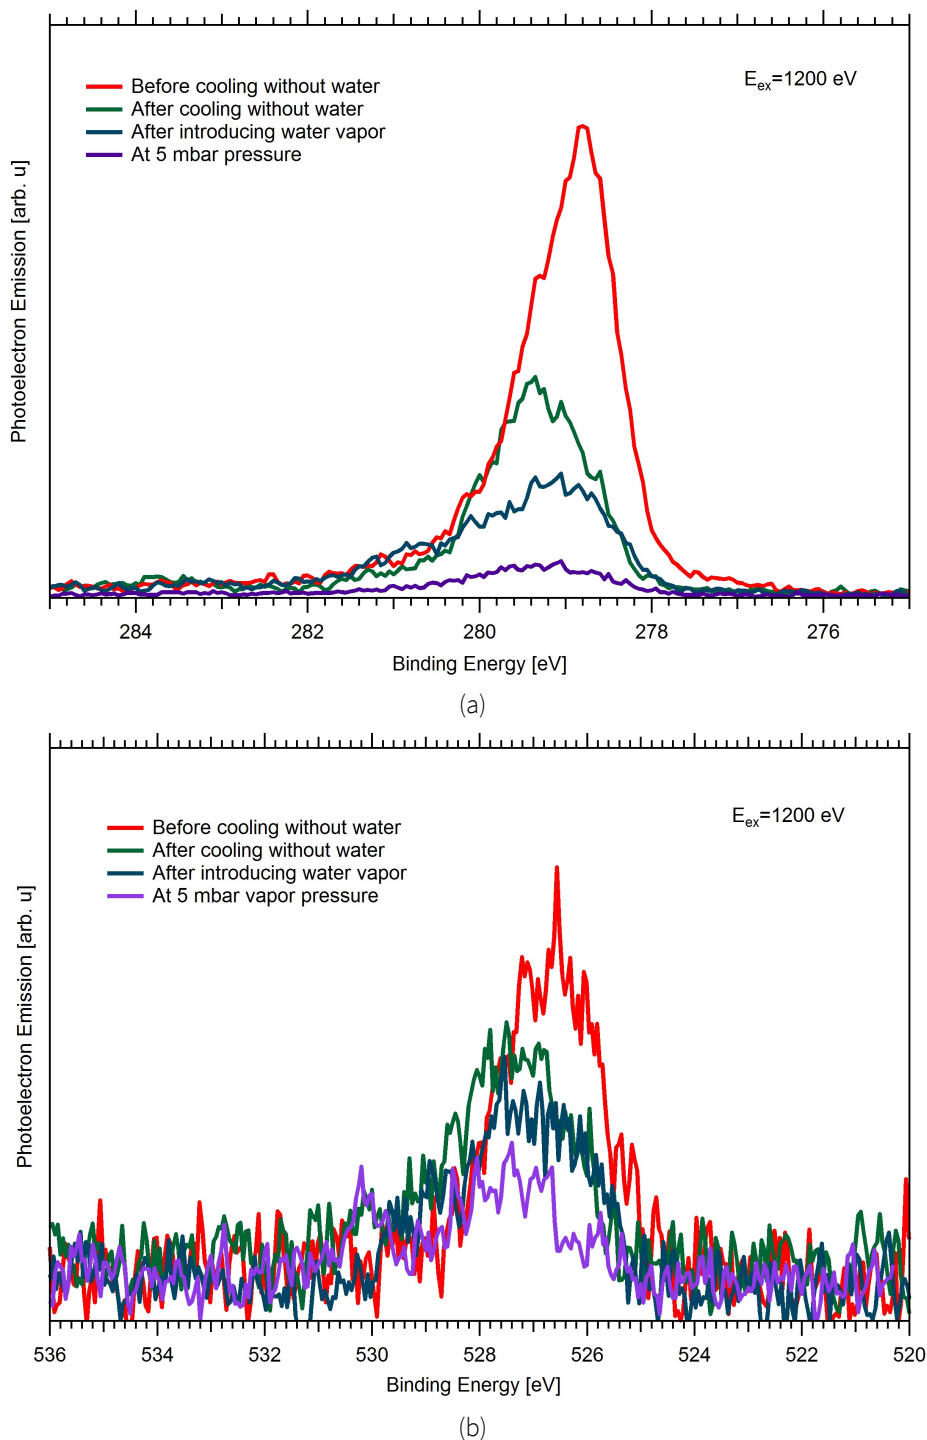 Before cooling without water
After cooling without water
After introducing water vapor
At 5 mbar pressure
Eex=1200 eV
Photoelectron Emission [arb. u]
284 282 280 278 276
Binding Energy [eV]
(a)
Before cooling without water
After cooling without water
After introducing water vapor
At 5 mbar vapor pressure
Eex=1200 eV
Photoelectron Emission [arb. u]
536 534 532 530 528 526 524 522 520
Binding Energy [eV]
(b)